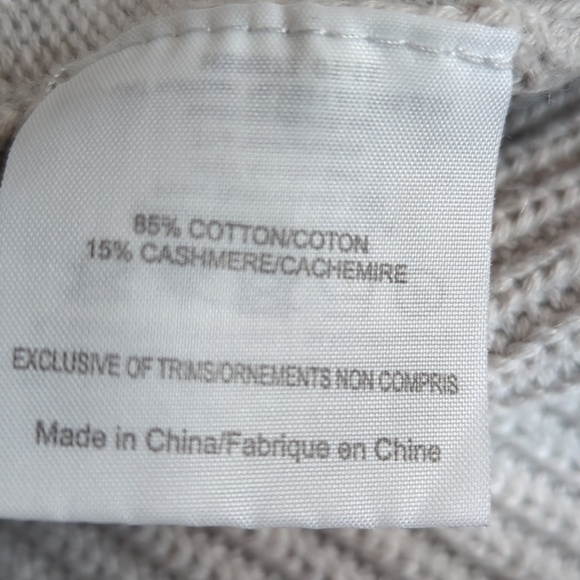 85% COTTON/COTON
15% CASHMERE/CACHEMIRE
EXCLUSIVE OF TRIMS/ORNEMENTS NON COMPRIS
Made in China/Fabrique en Chine